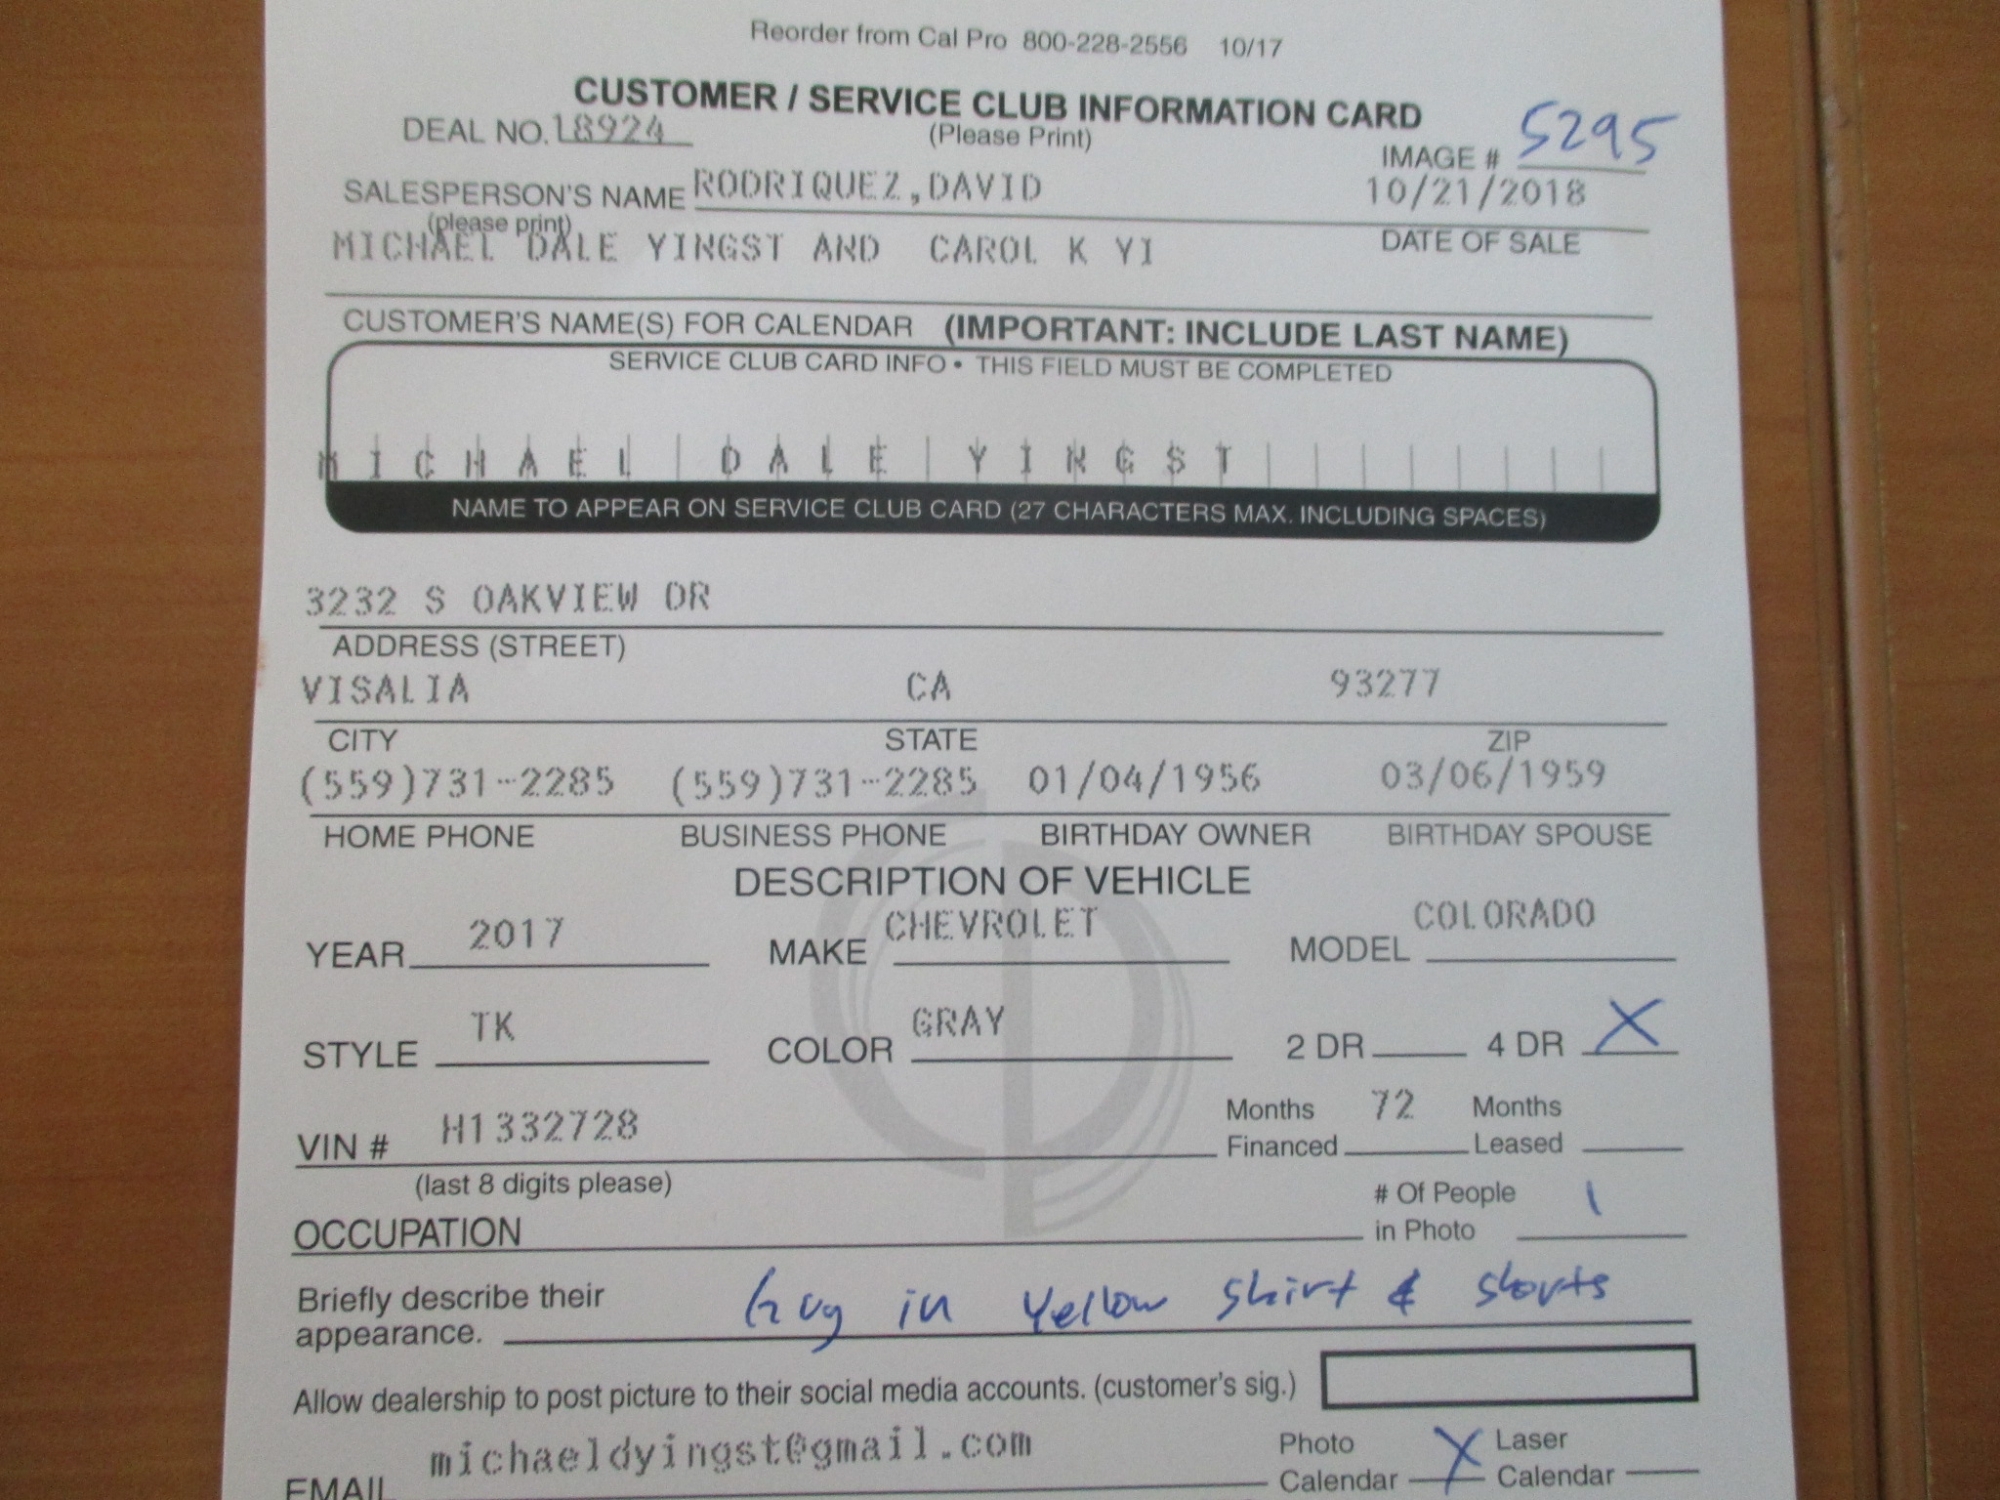 Reorder from Cal Pro 800-228-2556 10/17
CUSTOMER / SERVICE CLUB INFORMATION CARD
DEAL NO. 18924 (Please Print) IMAGE # 5295
SALESPERSON'S NAME RODRIQUEZ,DAVID 10/21/2018
(please print) DATE OF SALE
MICHAEL DALE YINGST AND CAROL K YI
CUSTOMER'S NAME(S) FOR CALENDAR (IMPORTANT: INCLUDE LAST NAME)
SERVICE CLUB CARD INFO • THIS FIELD MUST BE COMPLETED
MICHAEL DALE YINGST
NAME TO APPEAR ON SERVICE CLUB CARD (27 CHARACTERS MAX. INCLUDING SPACES)
3232 S OAKVIEW DR
ADDRESS (STREET)
VISALIA CA 93277
CITY STATE ZIP
(559)731-2285 (559)731-2285 01/04/1956 03/06/1959
HOME PHONE BUSINESS PHONE BIRTHDAY OWNER BIRTHDAY SPOUSE
DESCRIPTION OF VEHICLE
YEAR 2017 MAKE CHEVROLET MODEL COLORADO
STYLE TK COLOR GRAY 2 DR 4 DR X
VIN # H1332728 Months Financed 72 Months Leased
(last 8 digits please)
OCCUPATION # Of People in Photo 1
Briefly describe their appearance. Guy in Yellow shirt & shorts
Allow dealership to post picture to their social media accounts. (customer's sig.)
EMAIL michaeldyingst@gmail.com Photo Calendar X Laser Calendar